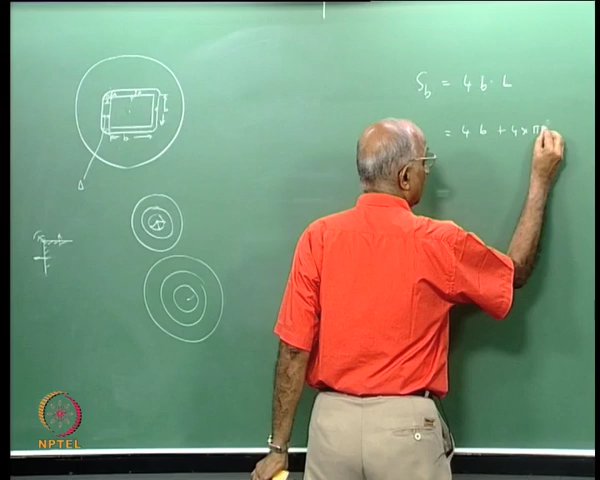 S_b = 4 b · L
= 4 b + 4 × π
b
b
Δ
NPTEL